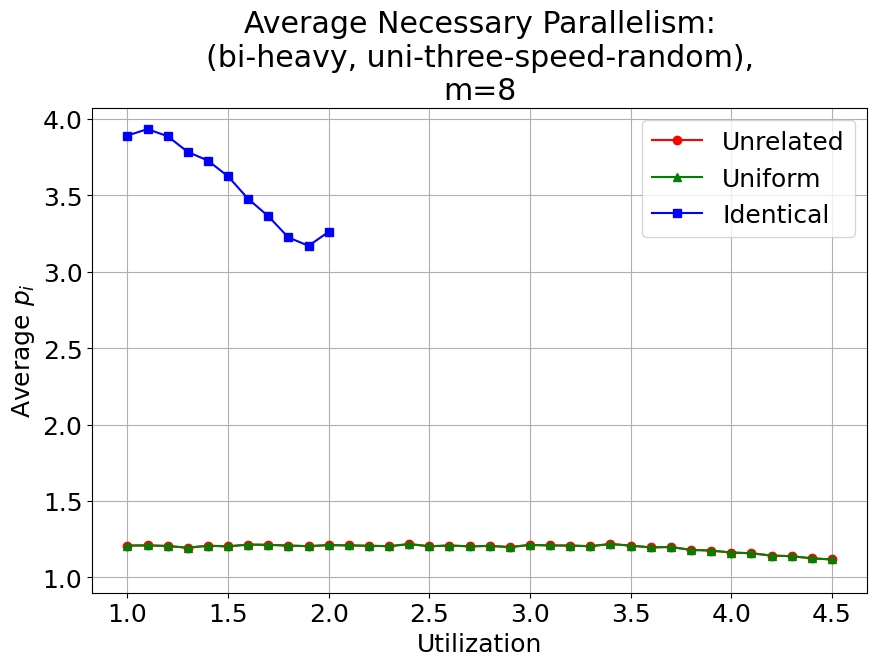 Average Necessary Parallelism:
(bi-heavy, uni-three-speed-random),
m=8
4.0
3.5
3.0
2.5
2.0
1.5
1.0
Average $p_i$
Unrelated
Uniform
Identical
1.0 1.5 2.0 2.5 3.0 3.5 4.0 4.5
Utilization